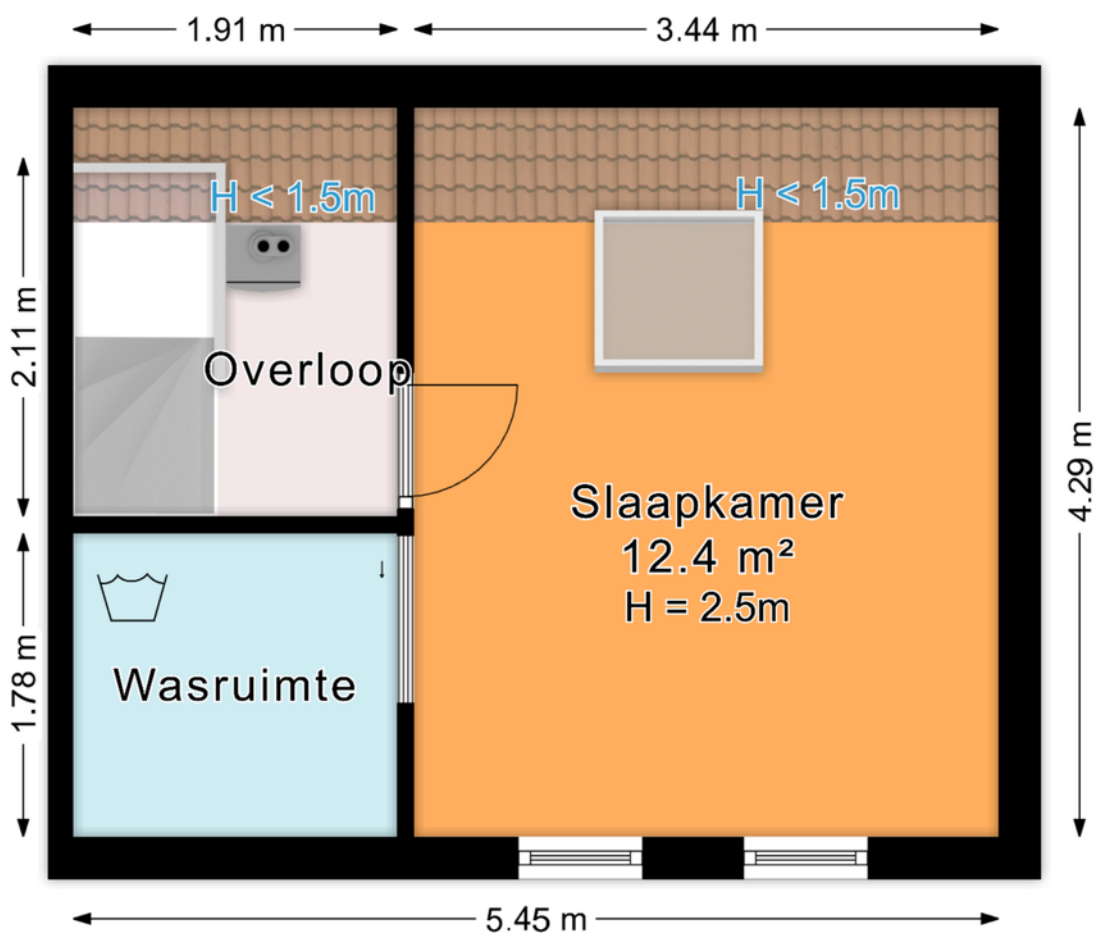 1.91 m
3.44 m
H < 1.5m
H < 1.5m
2.11 m
Overloop
4.29 m
Slaapkamer
12.4 m²
H = 2.5m
1.78 m
Wasruimte
5.45 m